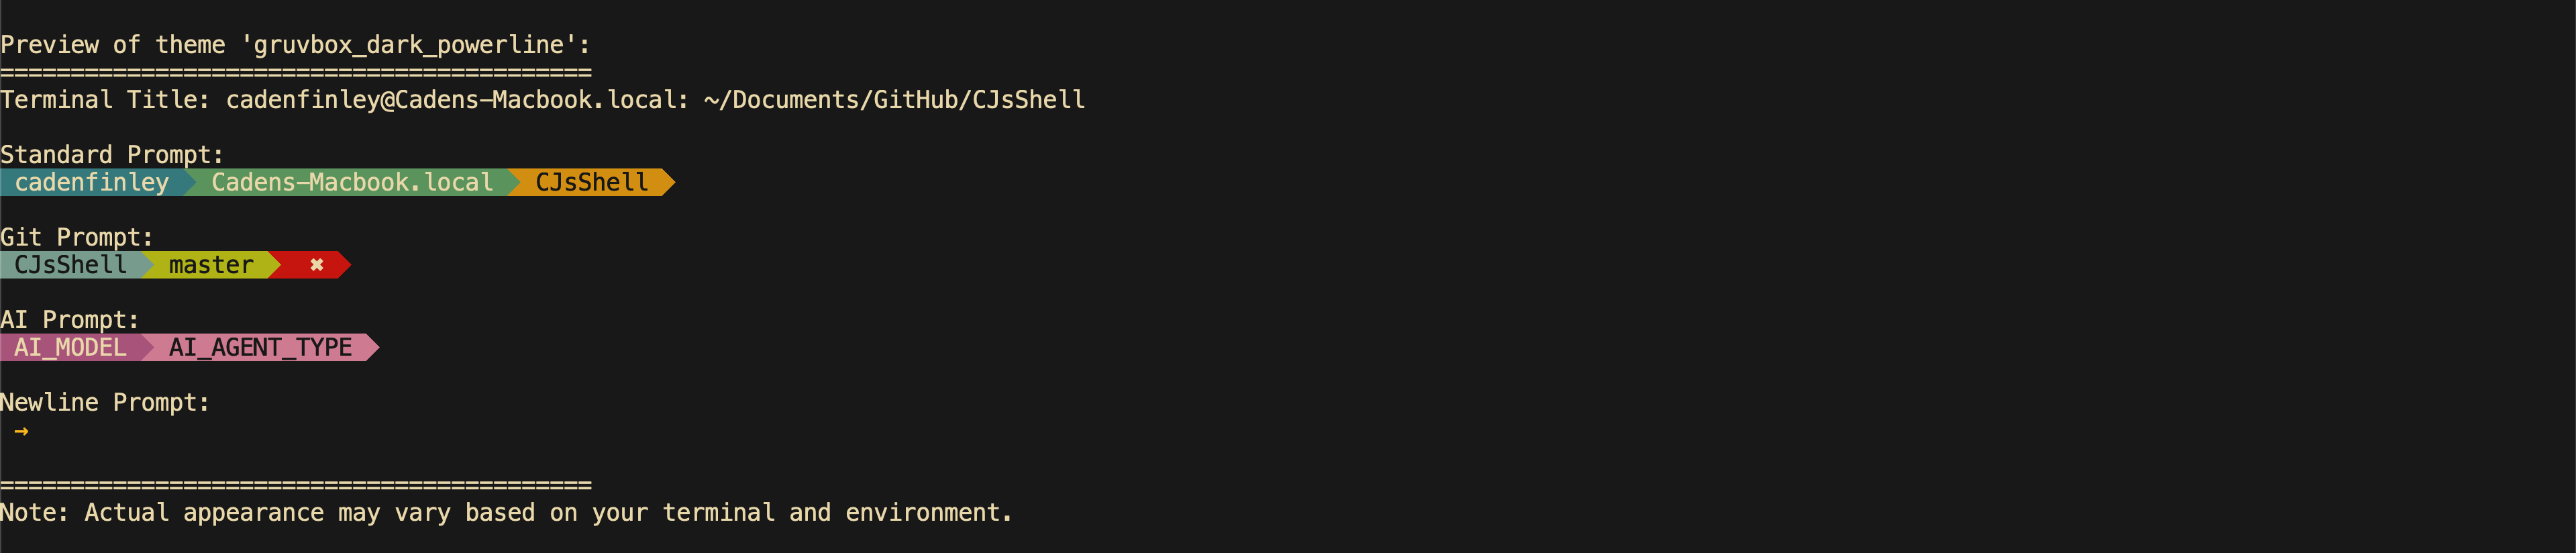 Preview of theme 'gruvbox_dark_powerline':
==========================================
Terminal Title: cadenfinley@Cadens-Macbook.local: ~/Documents/GitHub/CJsShell
Standard Prompt:
cadenfinley Cadens-Macbook.local CJsShell
Git Prompt:
CJsShell master ✖
AI Prompt:
AI_MODEL AI_AGENT_TYPE
Newline Prompt:
→
==========================================
Note: Actual appearance may vary based on your terminal and environment.